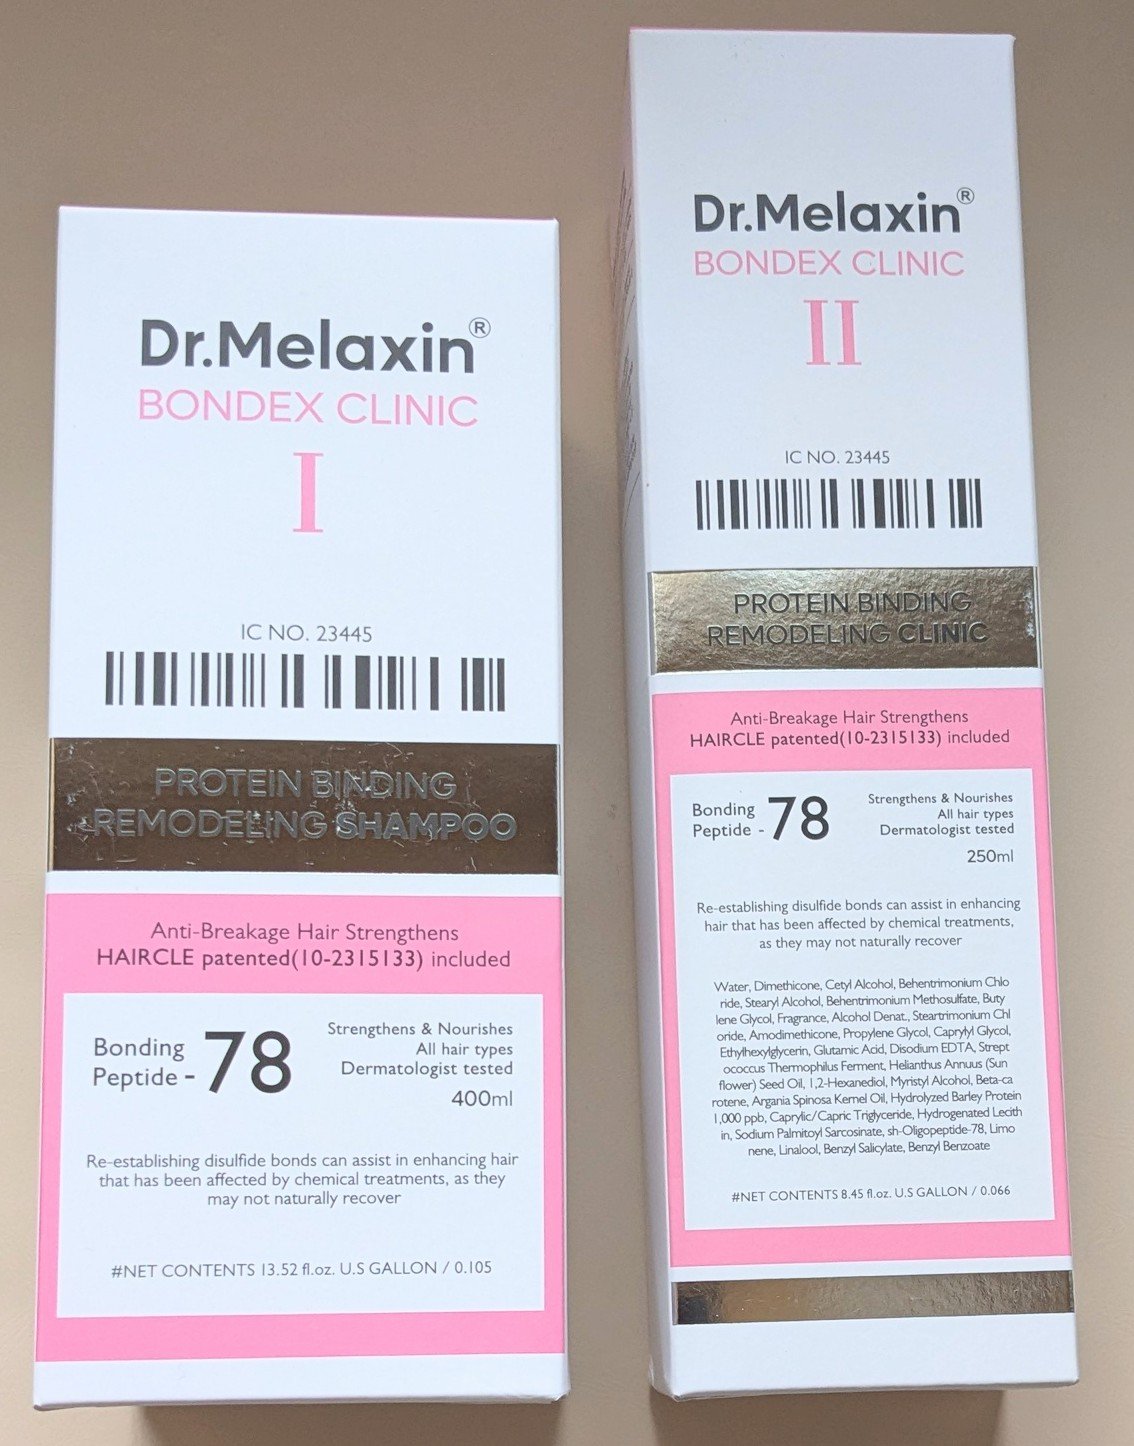 Dr.Melaxin®
BONDEX CLINIC
I
IC NO. 23445
PROTEIN BINDING
REMODELING SHAMPOO
Anti-Breakage Hair Strengthens
HAIRCLE patented(10-2315133) included
Bonding
Peptide - 78
Strengthens & Nourishes
All hair types
Dermatologist tested
400ml
Re-establishing disulfide bonds can assist in enhancing hair
that has been affected by chemical treatments, as they
may not naturally recover
#NET CONTENTS 13.52 fl.oz. U.S GALLON / 0.105
Dr.Melaxin®
BONDEX CLINIC
II
IC NO. 23445
PROTEIN BINDING
REMODELING CLINIC
Anti-Breakage Hair Strengthens
HAIRCLE patented(10-2315133) included
Bonding
Peptide - 78
Strengthens & Nourishes
All hair types
Dermatologist tested
250ml
Re-establishing disulfide bonds can assist in enhancing
hair that has been affected by chemical treatments,
as they may not naturally recover
Water, Dimethicone, Cetyl Alcohol, Behentrimonium Chlo
ride, Stearyl Alcohol, Behentrimonium Methosulfate, Buty
lene Glycol, Fragrance, Alcohol Denat., Steartrimonium Chl
oride, Amodimethicone, Propylene Glycol, Caprylyl Glycol,
Ethylhexylglycerin, Glutamic Acid, Disodium EDTA, Strept
ococcus Thermophilus Ferment, Helianthus Annuus (Sun
flower) Seed Oil, 1,2-Hexanediol, Myristyl Alcohol, Beta-ca
rotene, Argania Spinosa Kernel Oil, Hydrolyzed Barley Protein
1,000 ppb, Caprylic/Capric Triglyceride, Hydrogenated Lecith
in, Sodium Palmitoyl Sarcosinate, sh-Oligopeptide-78, Limo
nene, Linalool, Benzyl Salicylate, Benzyl Benzoate
#NET CONTENTS 8.45 fl.oz. U.S GALLON / 0.066